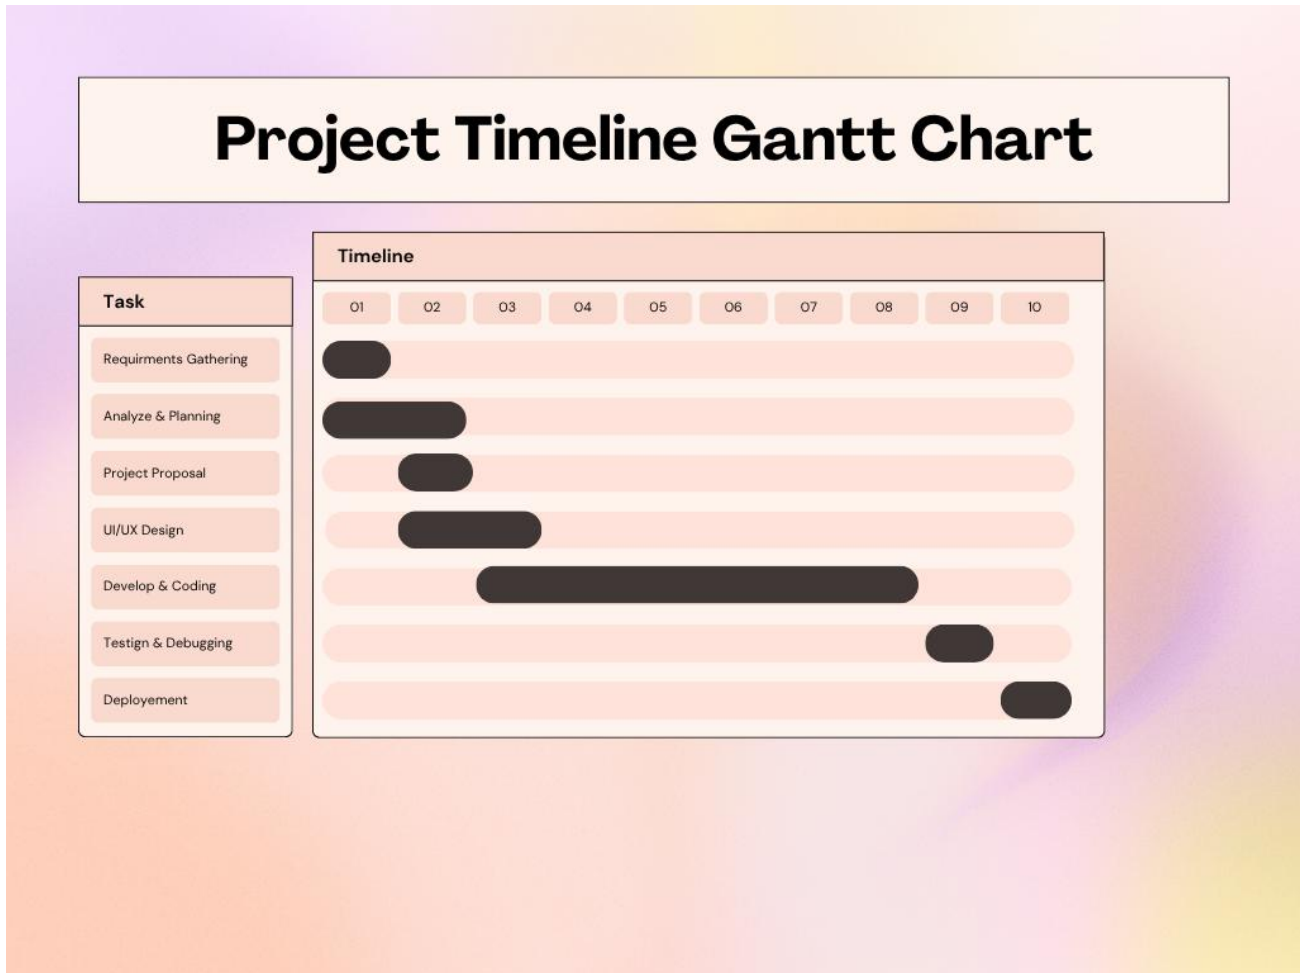 Project Timeline Gantt Chart
Timeline
Task
01 02 03 04 05 06 07 08 09 10
Requirments Gathering
Analyze & Planning
Project Proposal
UI/UX Design
Develop & Coding
Testign & Debugging
Deployement